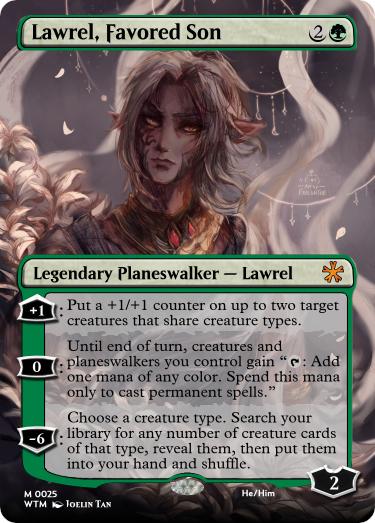 Lawrel, Favored Son 2
Legendary Planeswalker — Lawrel
+1: Put a +1/+1 counter on up to two target
creatures that share creature types.
Until end of turn, creatures and
0: planeswalkers you control gain “: Add
one mana of any color. Spend this mana
only to cast permanent spells.”
Choose a creature type. Search your
-6: library for any number of creature cards
of that type, reveal them, then put them
into your hand and shuffle.
2
M 0025 He/Him
WTM Joelin Tan